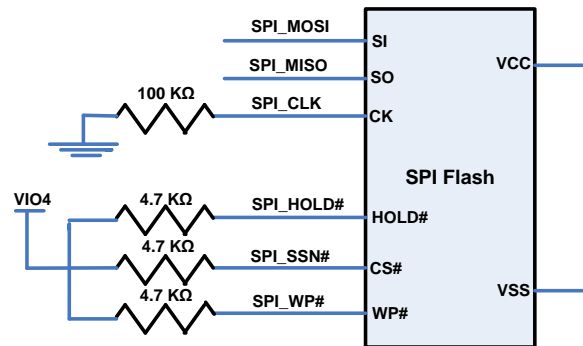 SPI_MOSI
SI
SPI_MISO
SO
VCC
100 KΩ
SPI_CLK
CK
SPI Flash
VIO4
4.7 KΩ
SPI_HOLD#
HOLD#
4.7 KΩ
SPI_SSN#
CS#
4.7 KΩ
SPI_WP#
WP#
VSS